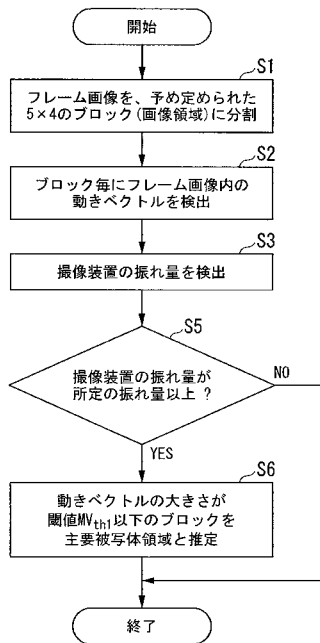 開始
S1
フレーム画像を、予め定められた
5×4のブロック(画像領域)に分割
S2
ブロック毎にフレーム画像内の
動きベクトルを検出
S3
撮像装置の振れ量を検出
S5
撮像装置の振れ量が
所定の振れ量以上 ?
NO
YES
S6
動きベクトルの大きさが
閾値MVth1以下のブロックを
主要被写体領域と推定
終了